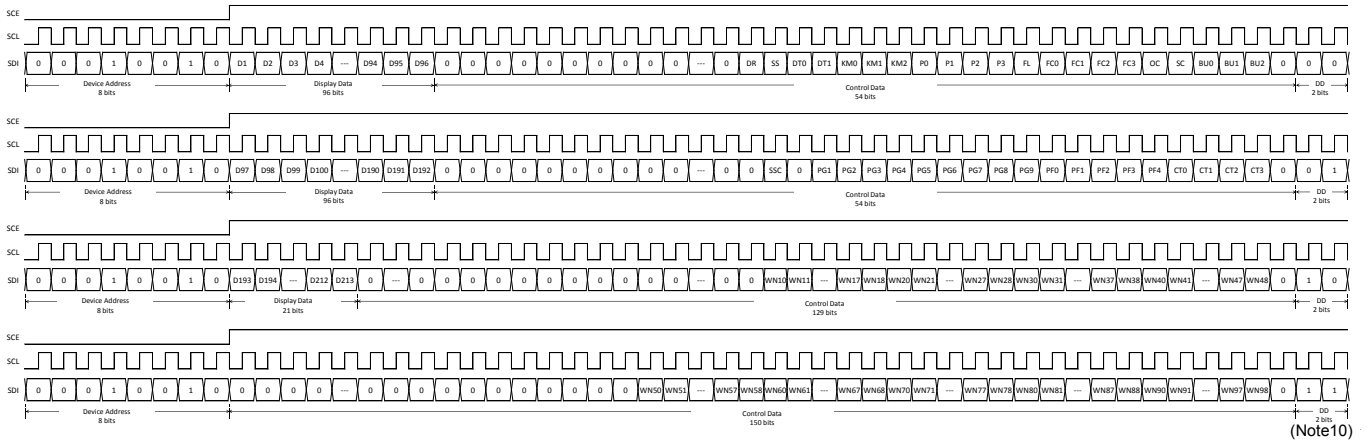 SCE
SCL
SDI 0 0 0 1 0 0 1 0 D1 D2 D3 D4 --- D94 D95 D96 0 0 0 0 0 0 0 0 0 0 --- 0 DR SS DT0 DT1 KM0 KM1 KM2 P0 P1 P2 P3 FL FC0 FC1 FC2 FC3 OC SC BU0 BU1 BU2 0 0 0
Device Address Display Data Control Data DD
8 bits 96 bits 54 bits 2 bits
SCE
SCL
SDI 0 0 0 1 0 0 1 0 D97 D98 D99 D100 --- D190 D191 D192 0 0 0 0 0 0 0 0 0 0 --- 0 0 SSC 0 PG1 PG2 PG3 PG4 PG5 PG6 PG7 PG8 PG9 PF0 PF1 PF2 PF3 PF4 CT0 CT1 CT2 CT3 0 0 1
Device Address Display Data Control Data DD
8 bits 96 bits 54 bits 2 bits
SCE
SCL
SDI 0 0 0 1 0 0 1 0 D193 D194 --- D212 D213 0 --- 0 0 0 0 0 0 0 0 0 0 0 --- 0 0 WN10 WN11 --- WN17 WN18 WN20 WN21 --- WN27 WN28 WN30 WN31 --- WN37 WN38 WN40 WN41 --- WN47 WN48 0 1 0
Device Address Display Data Control Data DD
8 bits 21 bits 129 bits 2 bits
SCE
SCL
SDI 0 0 0 1 0 0 1 0 0 0 0 0 --- 0 0 0 0 0 0 0 0 0 0 0 WN50 WN51 --- WN57 WN58 WN60 WN61 --- WN67 WN68 WN70 WN71 --- WN77 WN78 WN80 WN81 --- WN87 WN88 WN90 WN91 --- WN97 WN98 0 1 1
Device Address Control Data DD
8 bits 150 bits 2 bits
(Note10)